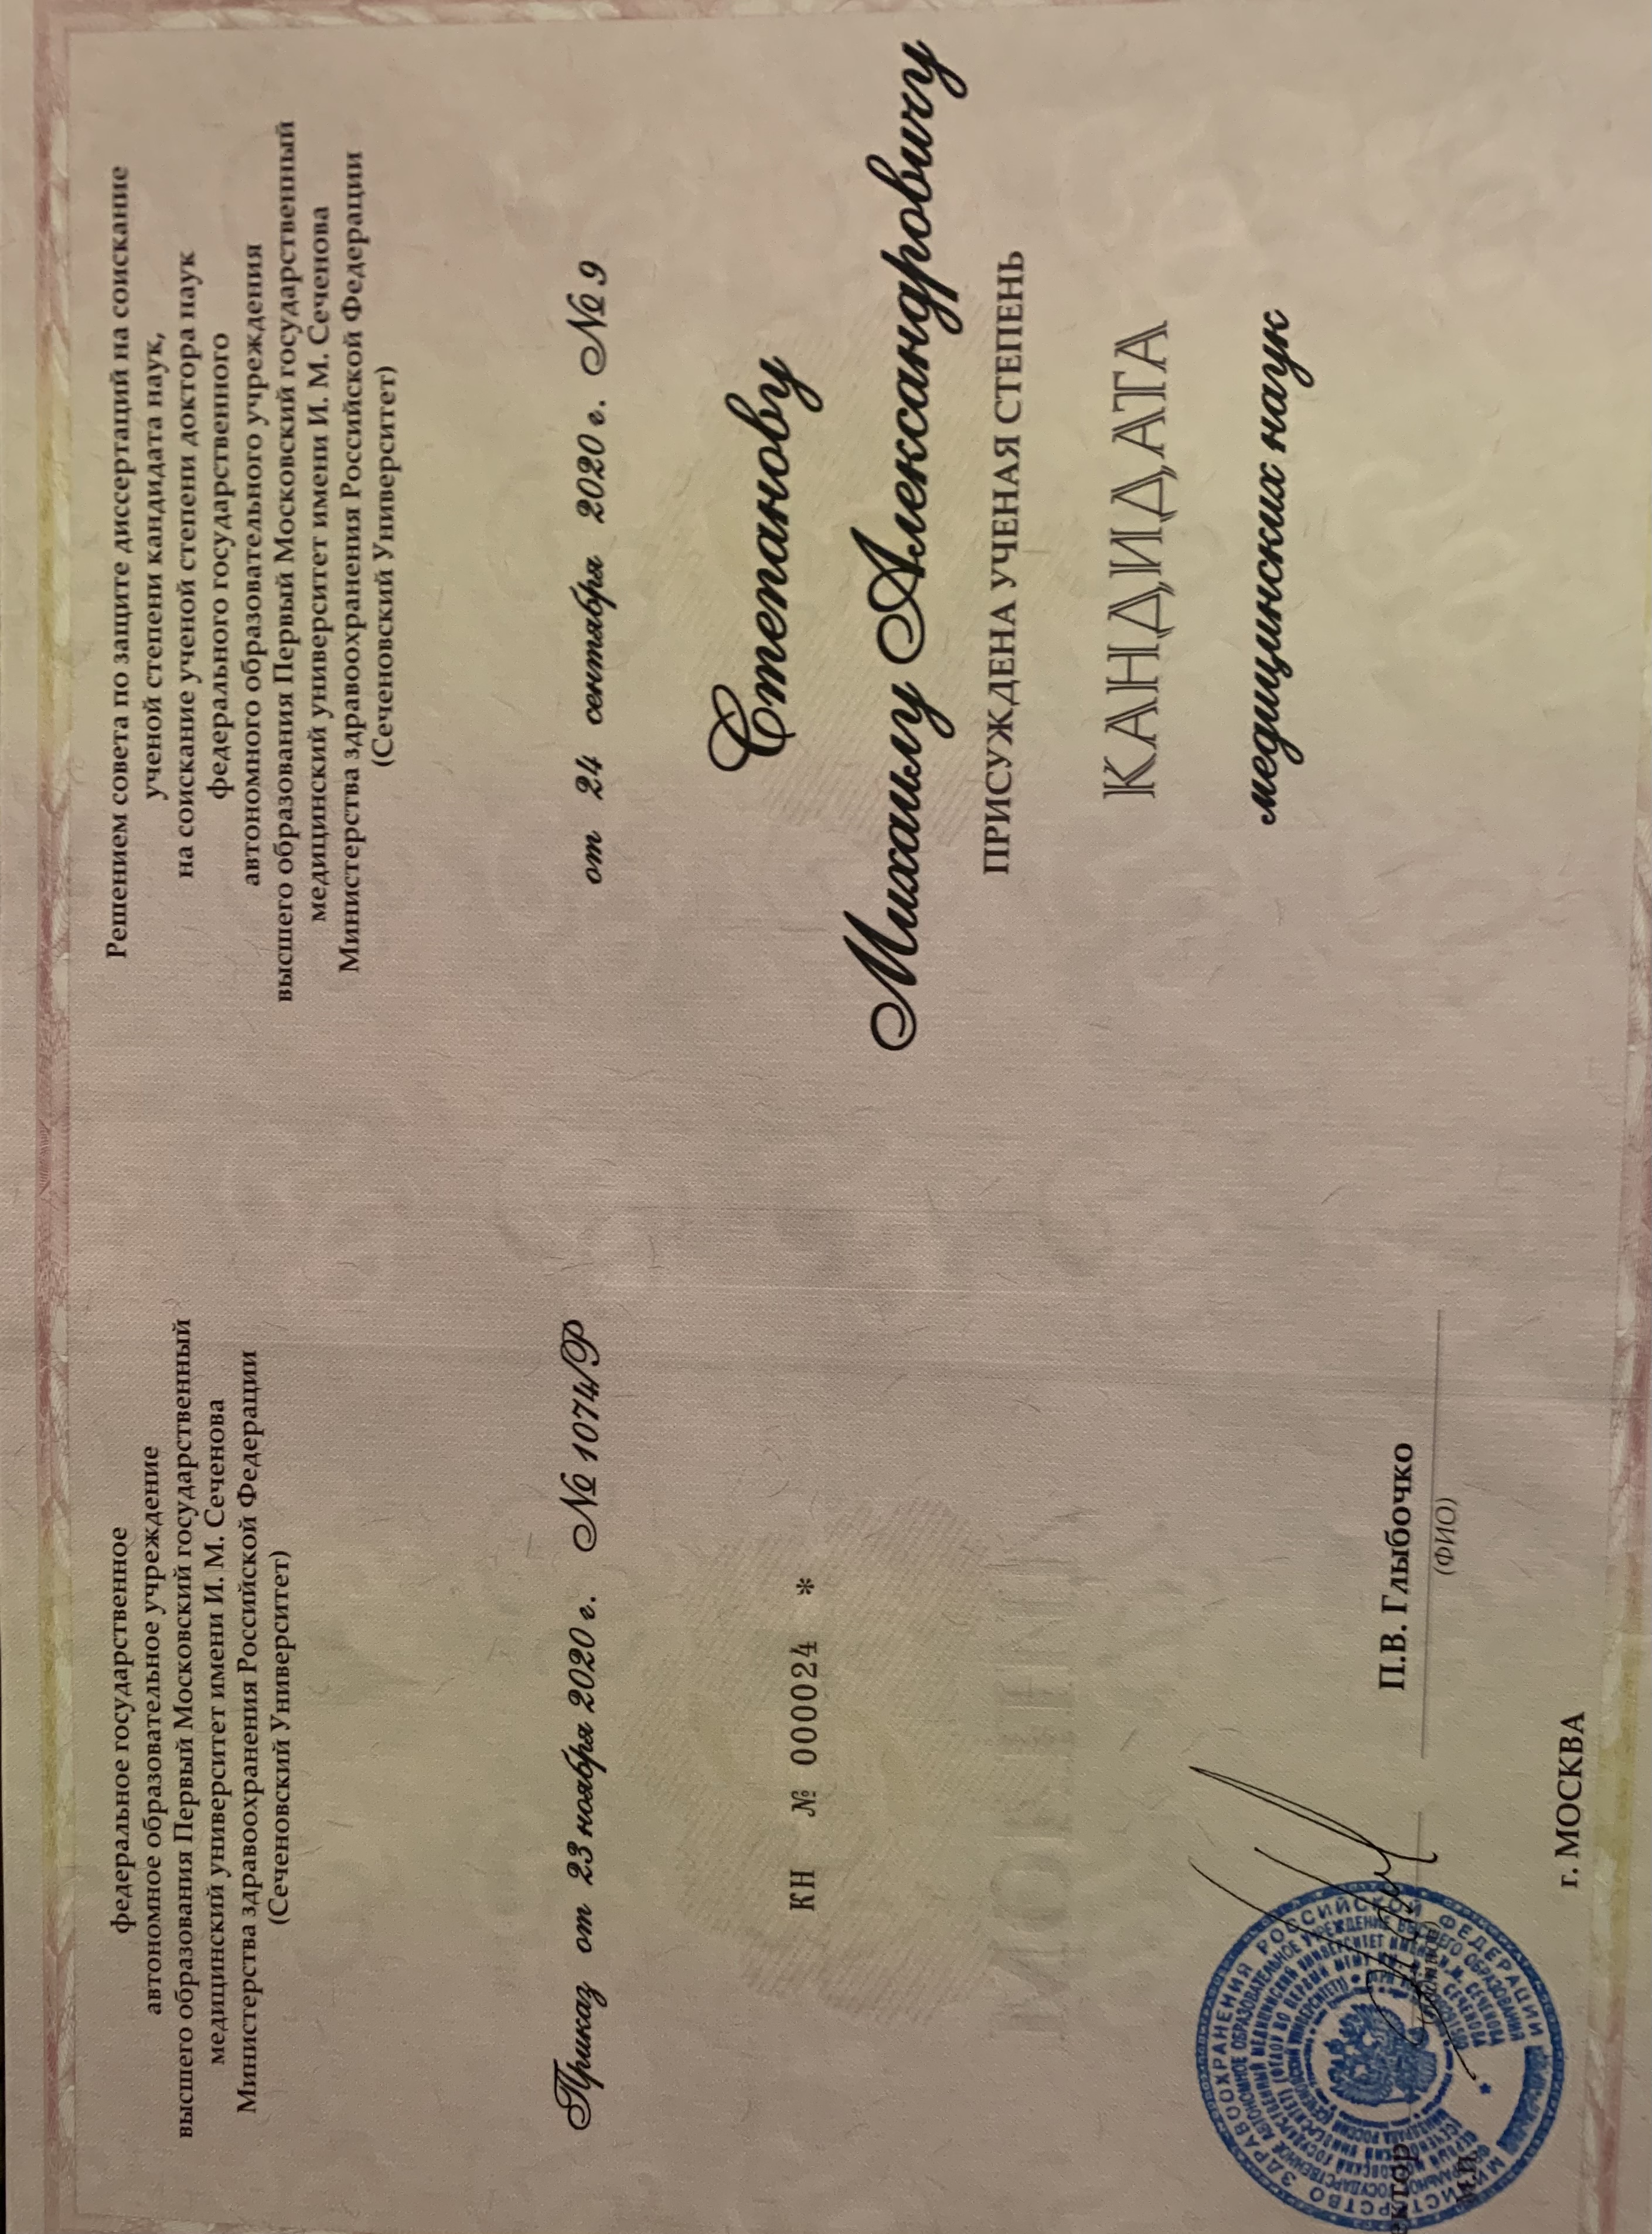 федеральное государственное
автономное образовательное учреждение
высшего образования Первый Московский государственный
медицинский университет имени И. М. Сеченова
Министерства здравоохранения Российской Федерации
(Сеченовский Университет)
Приказ от 23 ноября 2020 г. № 1074/Р
КН № 000024 *
П.В. Глыбочко
(ФИО)
г. МОСКВА
МИНИСТЕРСТВО ЗДРАВООХРАНЕНИЯ РОССИЙСКОЙ ФЕДЕРАЦИИ
Решением совета по защите диссертаций на соискание
ученой степени кандидата наук,
на соискание ученой степени доктора наук
федерального государственного
автономного образовательного учреждения
высшего образования Первый Московский государственный
медицинский университет имени И. М. Сеченова
Министерства здравоохранения Российской Федерации
(Сеченовский Университет)
от 24 сентября 2020 г. № 9
Степанову
Михаилу Александровичу
ПРИСУЖДЕНА УЧЕНАЯ СТЕПЕНЬ
КАНДИДАТА
медицинских наук